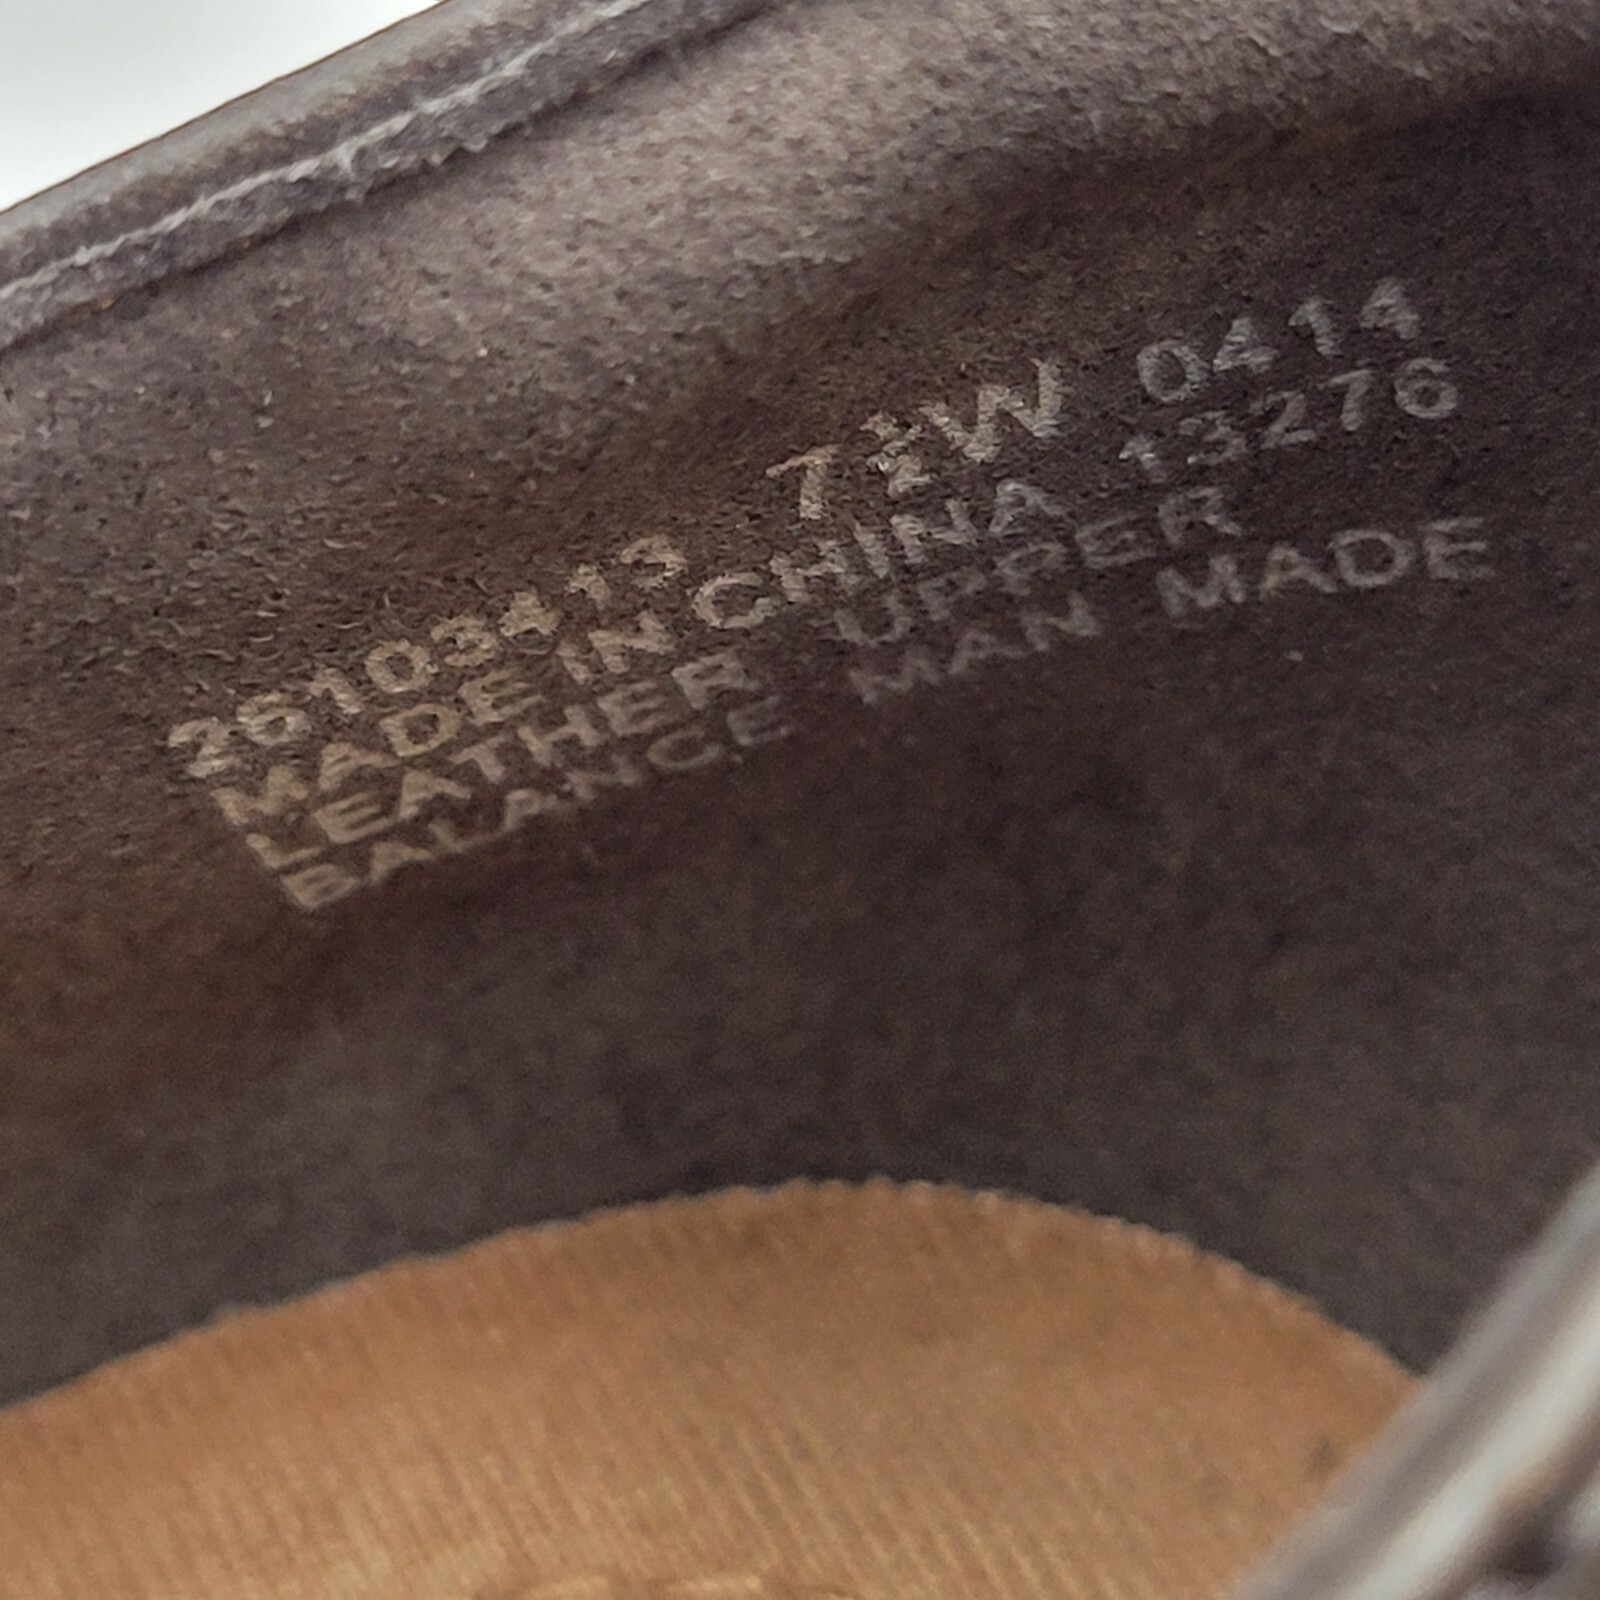 26103413 7½W 0414
MADE IN CHINA 13276
LEATHER UPPER
BALANCE MAN MADE